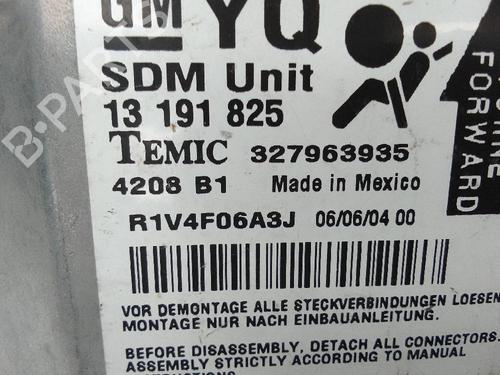 GM YQ
SDM Unit
13 191 825
TEMIC 327963935
4208 B1 Made in Mexico
R1V4F06A3J 06/06/04 00
VOR DEMONTAGE ALLE STECKVERBINDUNGEN LOESEN
MONTAGE NUR NACH EINBAUANLEITUNG.
BEFORE DISASSEMBLY, DETACH ALL CONNECTORS.
ASSEMBLY STRICTLY ACCORDING TO MANUAL
FORWARD
B-PARTS